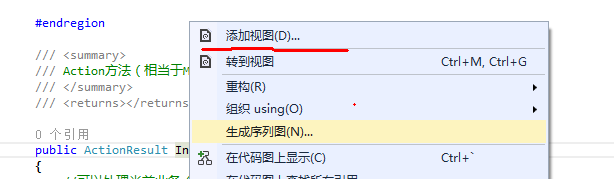 #endregion
添加视图(D)...
/// <summary>
转到视图 Ctrl+M, Ctrl+G
/// Action方法（相当于
/// </summary>
重构(R)
/// <returns></returns>
组织 using(O)
0 个引用
生成序列图(N)...
public ActionResult In
在代码图上显示(C) Ctrl+`
{